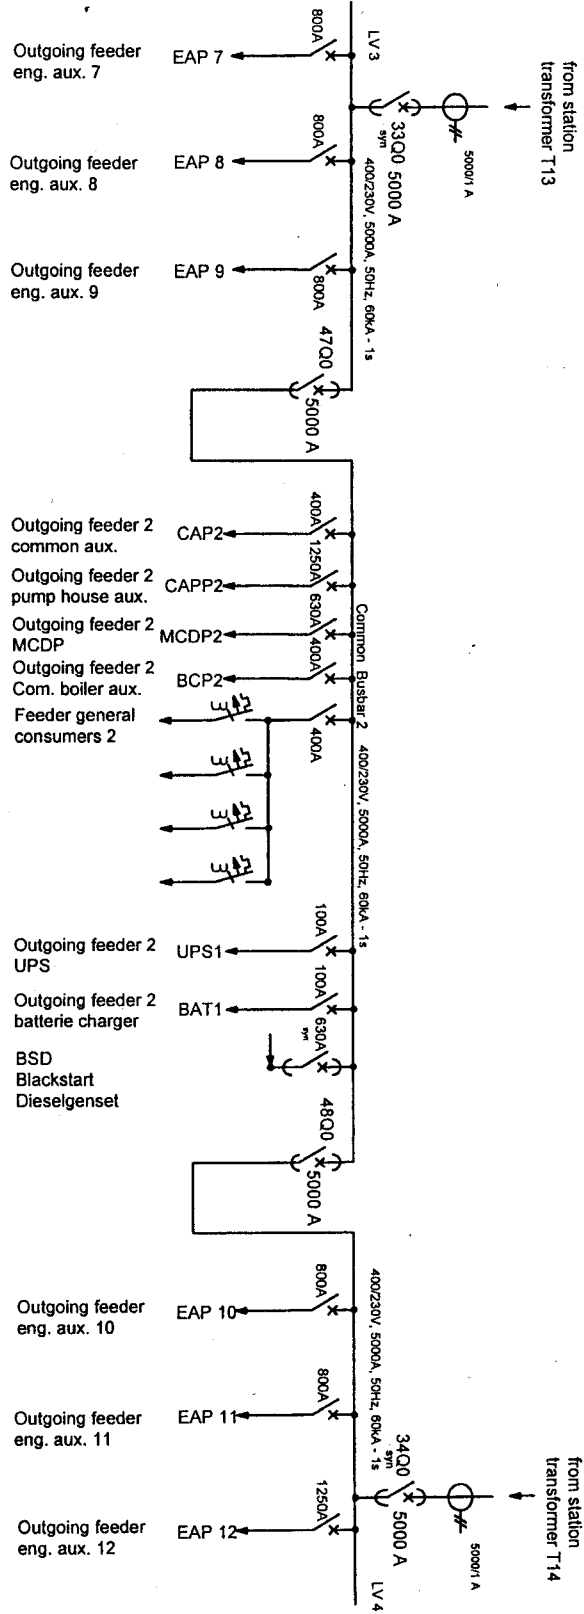 Outgoing feeder
eng. aux. 7
EAP 7
800A
LV 3
from station
transformer T13
5000/1 A
33Q0 5000 A
syn
Outgoing feeder
eng. aux. 8
EAP 8
800A
400/230V, 5000A, 50Hz, 60kA - 1s
Outgoing feeder
eng. aux. 9
EAP 9
800A
47Q0
5000 A
Outgoing feeder 2
common aux.
CAP2
400A
Outgoing feeder 2
pump house aux.
CAPP2
1250A
Outgoing feeder 2
MCDP
MCDP2
630A
Outgoing feeder 2
Com. boiler aux.
BCP2
400A
Common Busbar 2
400/230V, 5000A, 50Hz, 60kA - 1s
Feeder general
consumers 2
400A
Outgoing feeder 2
UPS
UPS1
100A
Outgoing feeder 2
batterie charger
BAT1
100A
BSD
Blackstart
Dieselgenset
630A
syn
48Q0
5000 A
Outgoing feeder
eng. aux. 10
EAP 10
800A
400/230V, 5000A, 50Hz, 60kA - 1s
Outgoing feeder
eng. aux. 11
EAP 11
800A
34Q0
syn
5000 A
5000/1 A
from station
transformer T14
Outgoing feeder
eng. aux. 12
EAP 12
1250A
LV 4